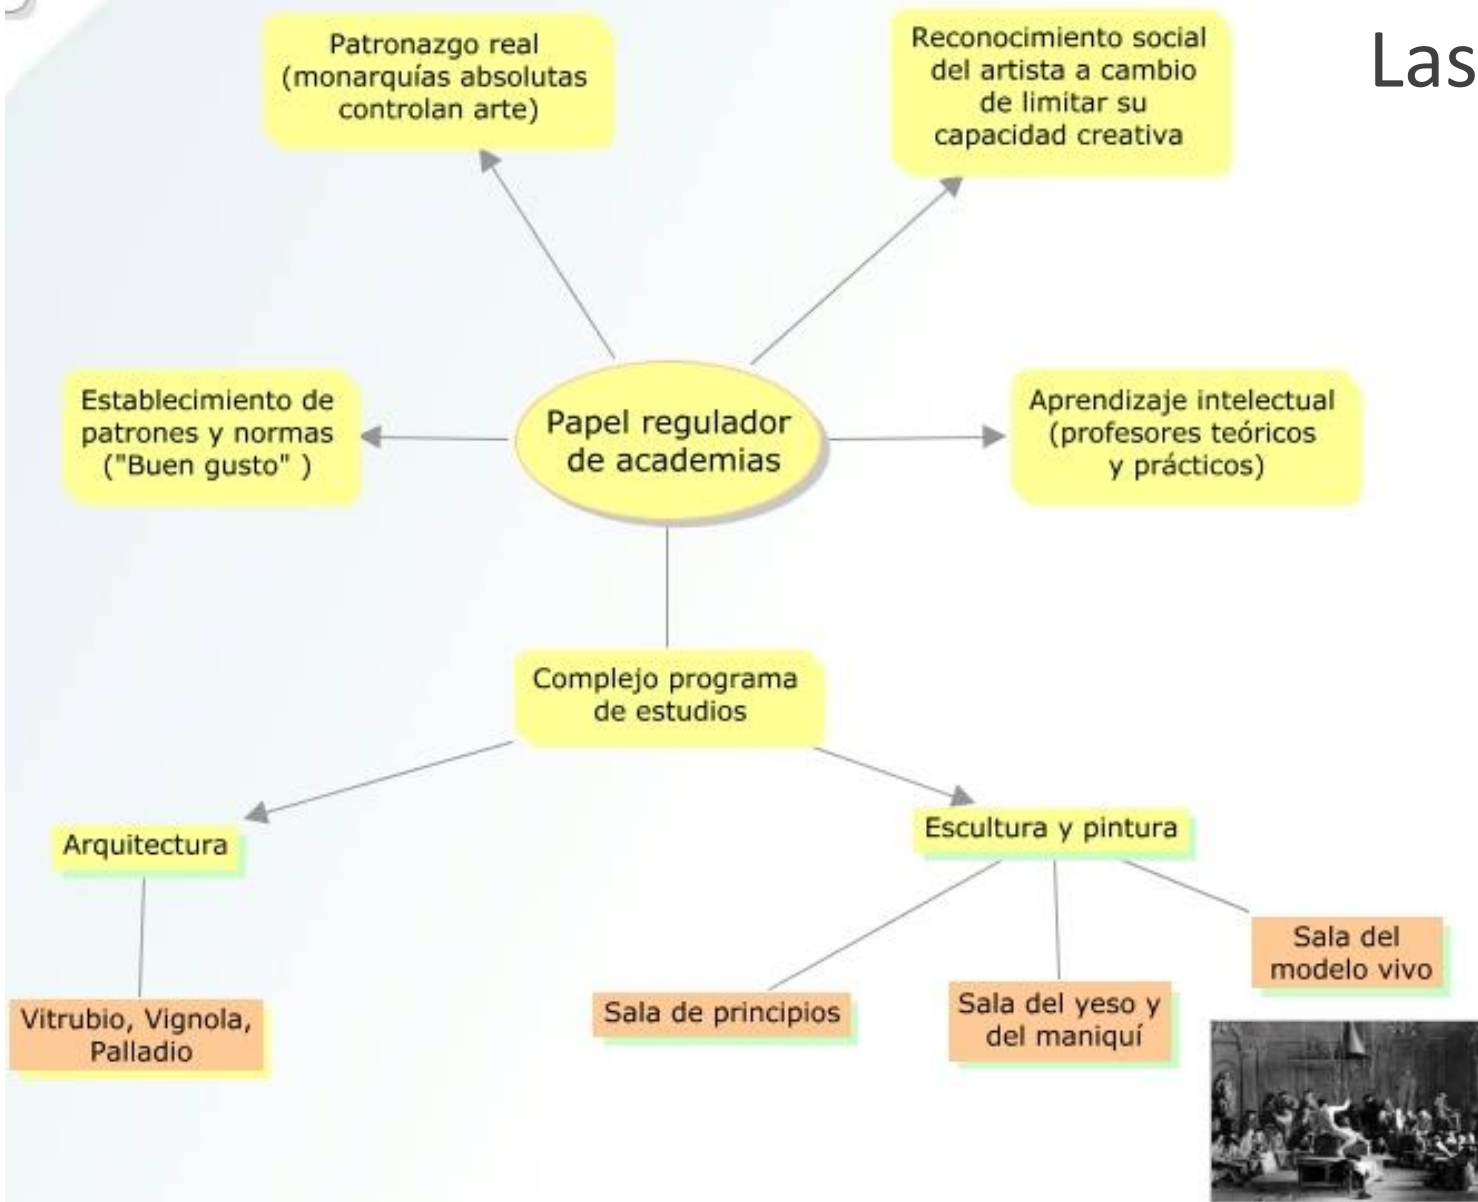 Las
Patronazgo real
(monarquías absolutas
controlan arte)
Reconocimiento social
del artista a cambio
de limitar su
capacidad creativa
Establecimiento de
patrones y normas
("Buen gusto" )
Papel regulador
de academias
Aprendizaje intelectual
(profesores teóricos
y prácticos)
Complejo programa
de estudios
Arquitectura
Escultura y pintura
Vitrubio, Vignola,
Palladio
Sala de principios
Sala del yeso y
del maniquí
Sala del
modelo vivo